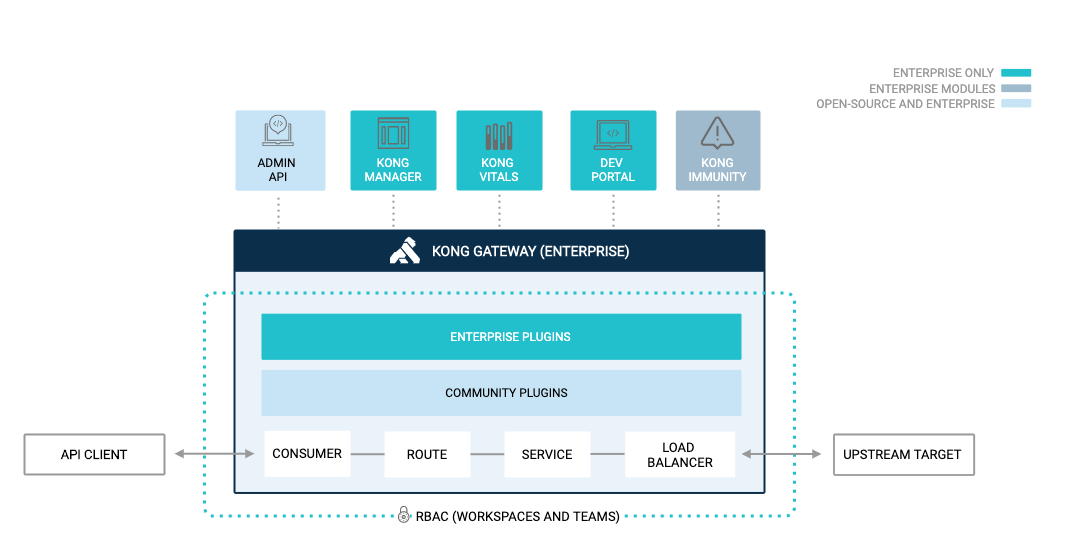 ENTERPRISE ONLY
ENTERPRISE MODULES
OPEN-SOURCE AND ENTERPRISE
ADMIN
API
KONG
MANAGER
KONG
VITALS
DEV
PORTAL
KONG
IMMUNITY
KONG GATEWAY (ENTERPRISE)
ENTERPRISE PLUGINS
COMMUNITY PLUGINS
API CLIENT
CONSUMER
ROUTE
SERVICE
LOAD
BALANCER
UPSTREAM TARGET
RBAC (WORKSPACES AND TEAMS)